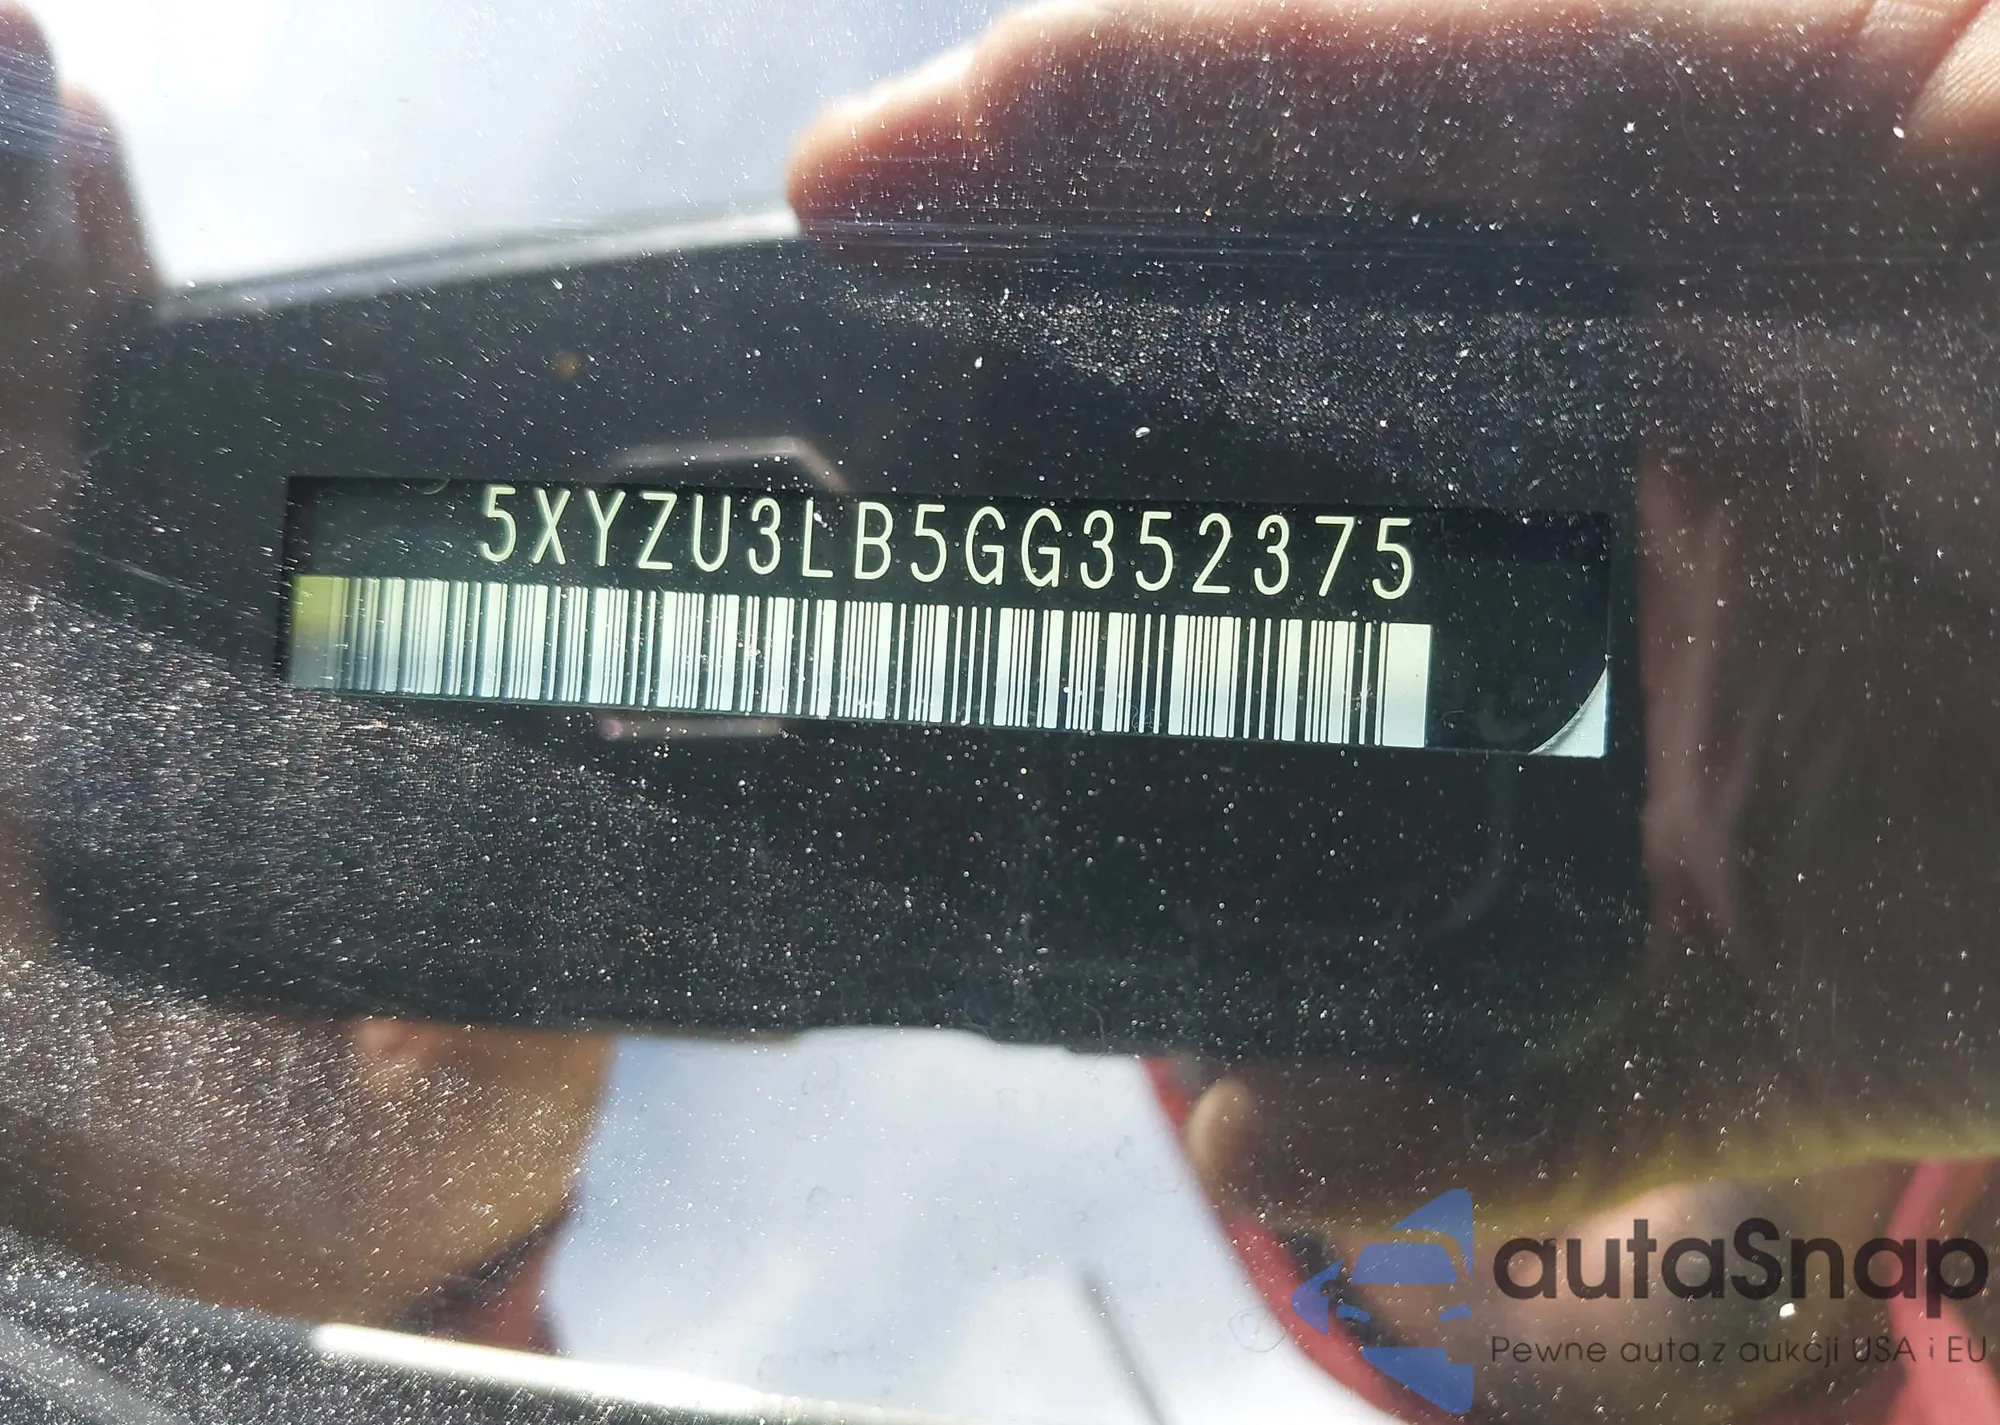 5XYZU3LB5GG352375
autaSnap
Pewne auta z aukcji USA i EU